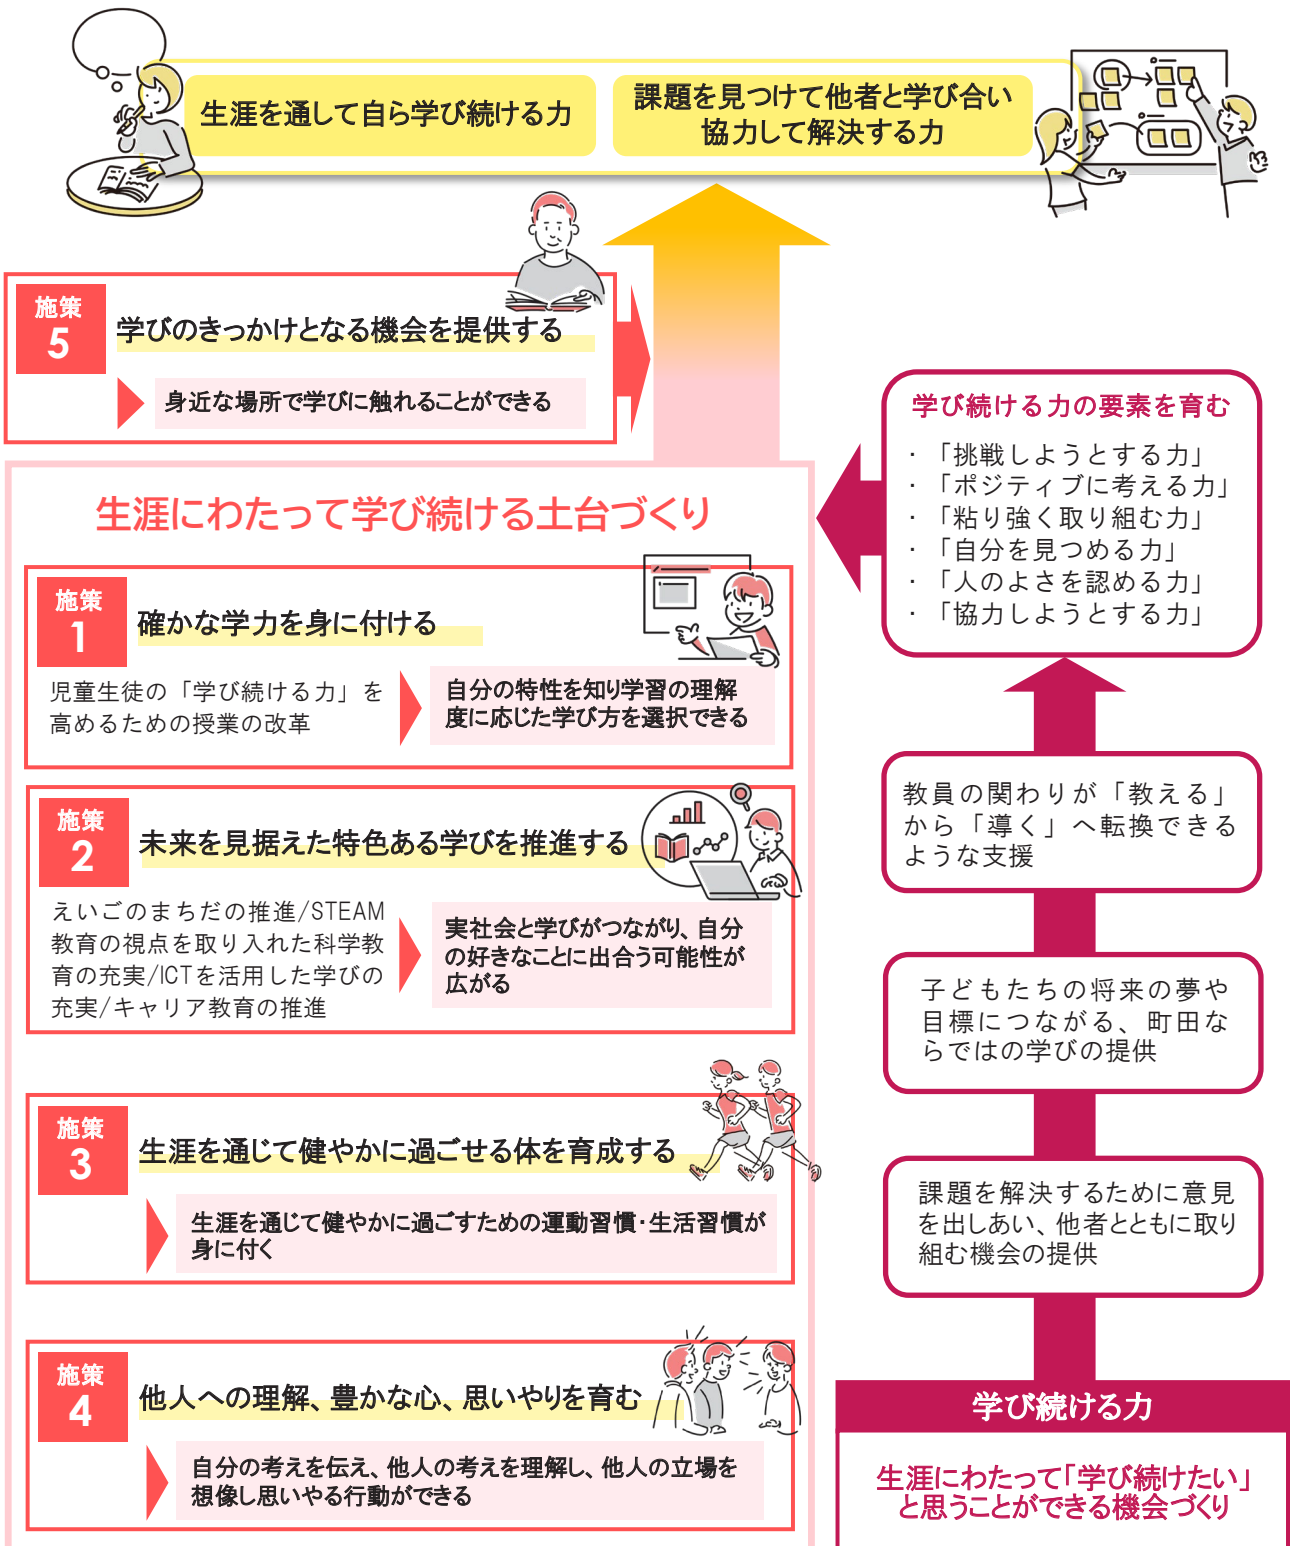 生涯を通して自ら学び続ける力
課題を見つけて他者と学び合い
協力して解決する力
施策
5
学びのきっかけとなる機会を提供する
身近な場所で学びに触れることができる
生涯にわたって学び続ける土台づくり
施策
1
確かな学力を身に付ける
児童生徒の「学び続ける力」を
高めるための授業の改革
自分の特性を知り学習の理解
度に応じた学び方を選択できる
施策
2
未来を見据えた特色ある学びを推進する
えいごのまちだの推進/STEAM
教育の視点を取り入れた科学教
育の充実/ICTを活用した学びの
充実/キャリア教育の推進
実社会と学びがつながり、自分
の好きなことに出合う可能性が
広がる
施策
3
生涯を通じて健やかに過ごせる体を育成する
生涯を通じて健やかに過ごすための運動習慣・生活習慣が
身に付く
施策
4
他人への理解、豊かな心、思いやりを育む
自分の考えを伝え、他人の考えを理解し、他人の立場を
想像し思いやる行動ができる
学び続ける力の要素を育む
・「挑戦しようとする力」
・「ポジティブに考える力」
・「粘り強く取り組む力」
・「自分を見つめる力」
・「人のよさを認める力」
・「協力しようとする力」
教員の関わりが「教える」
から「導く」へ転換できる
ような支援
子どもたちの将来の夢や
目標につながる、町田な
らではの学びの提供
課題を解決するために意見
を出しあい、他者とともに取り
組む機会の提供
学び続ける力
生涯にわたって「学び続けたい」
と思うことができる機会づくり